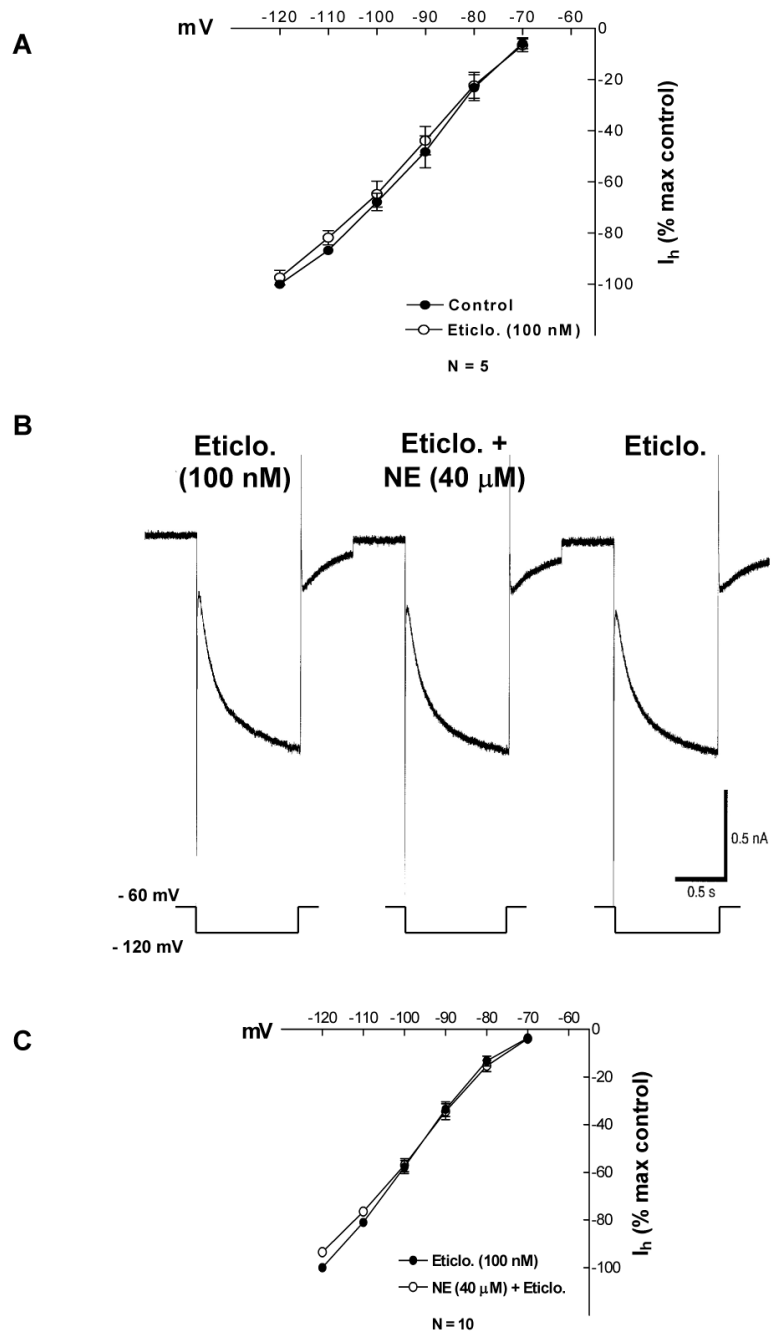 A
mV
-120 -110 -100 -90 -80 -70 -60
0
-20
-40
-60
-80
-100
Ih (% max control)
Control
Eticlo. (100 nM)
N = 5
B
Eticlo.
(100 nM)
Eticlo. +
NE (40 µM)
Eticlo.
0.5 nA
0.5 s
- 60 mV
- 120 mV
C
mV
-120 -110 -100 -90 -80 -70 -60
0
-20
-40
-60
-80
-100
Ih (% max control)
Eticlo. (100 nM)
NE (40 µM) + Eticlo.
N = 10